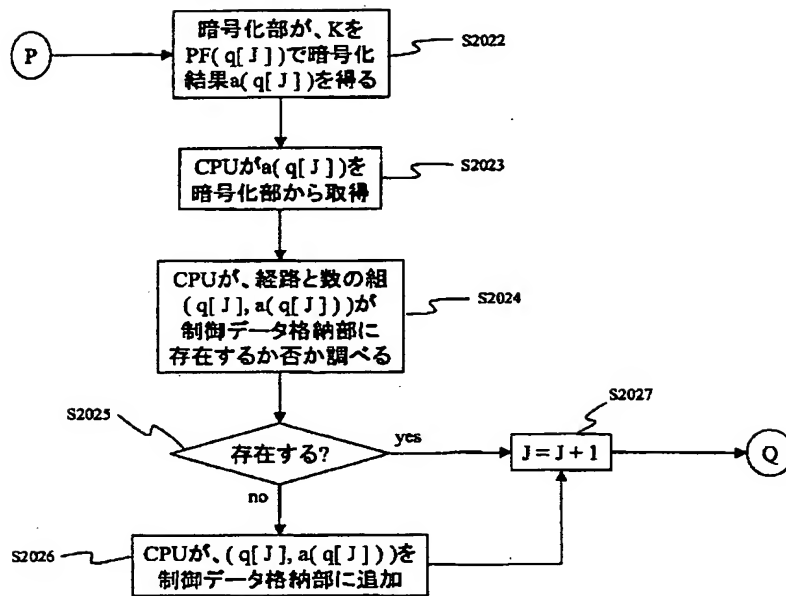 P
暗号化部が、Kを
PF( q[ J ])で暗号化
結果a( q[ J ])を得る
S2022
CPUがa( q[ J ])を
暗号化部から取得
S2023
CPUが、経路と数の組
( q[ J ], a( q[ J ]))が
制御データ格納部に
存在するか否か調べる
S2024
S2025
存在する?
yes
S2027
J = J + 1
Q
no
S2026
CPUが、( q[ J ], a( q[ J ]))を
制御データ格納部に追加